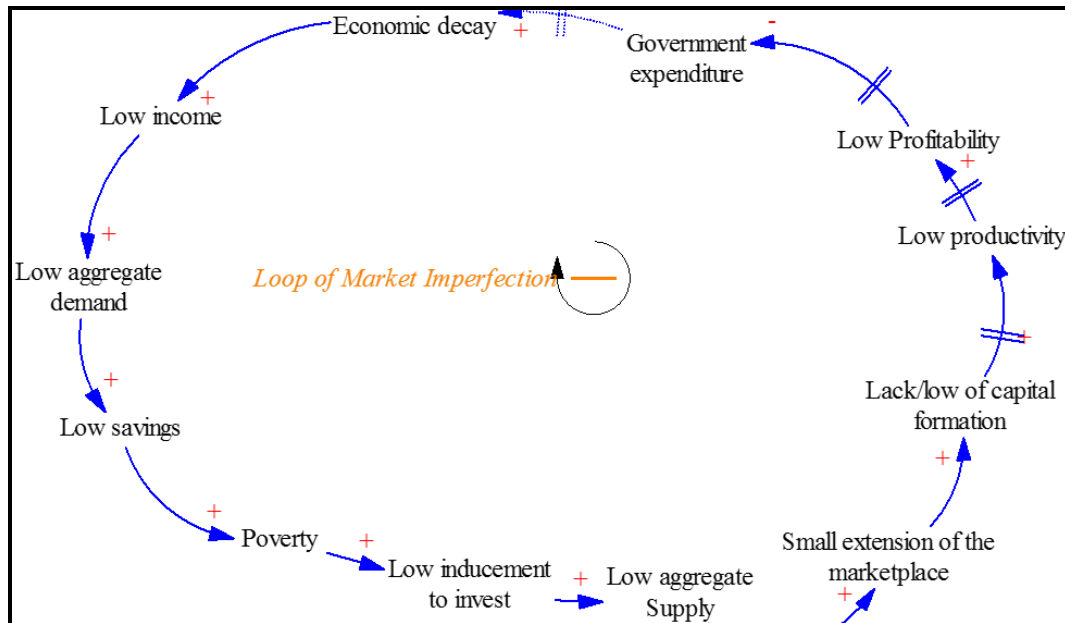 Economic decay
+
-
Government
expenditure
+
Low income
Low Profitability
+
Low productivity
+
Low aggregate
demand
Loop of Market Imperfection
+
+
Low savings
Lack/low of capital
formation
+
+
Poverty
+
Small extension of the
marketplace
Low inducement
to invest
+
Low aggregate
Supply
+